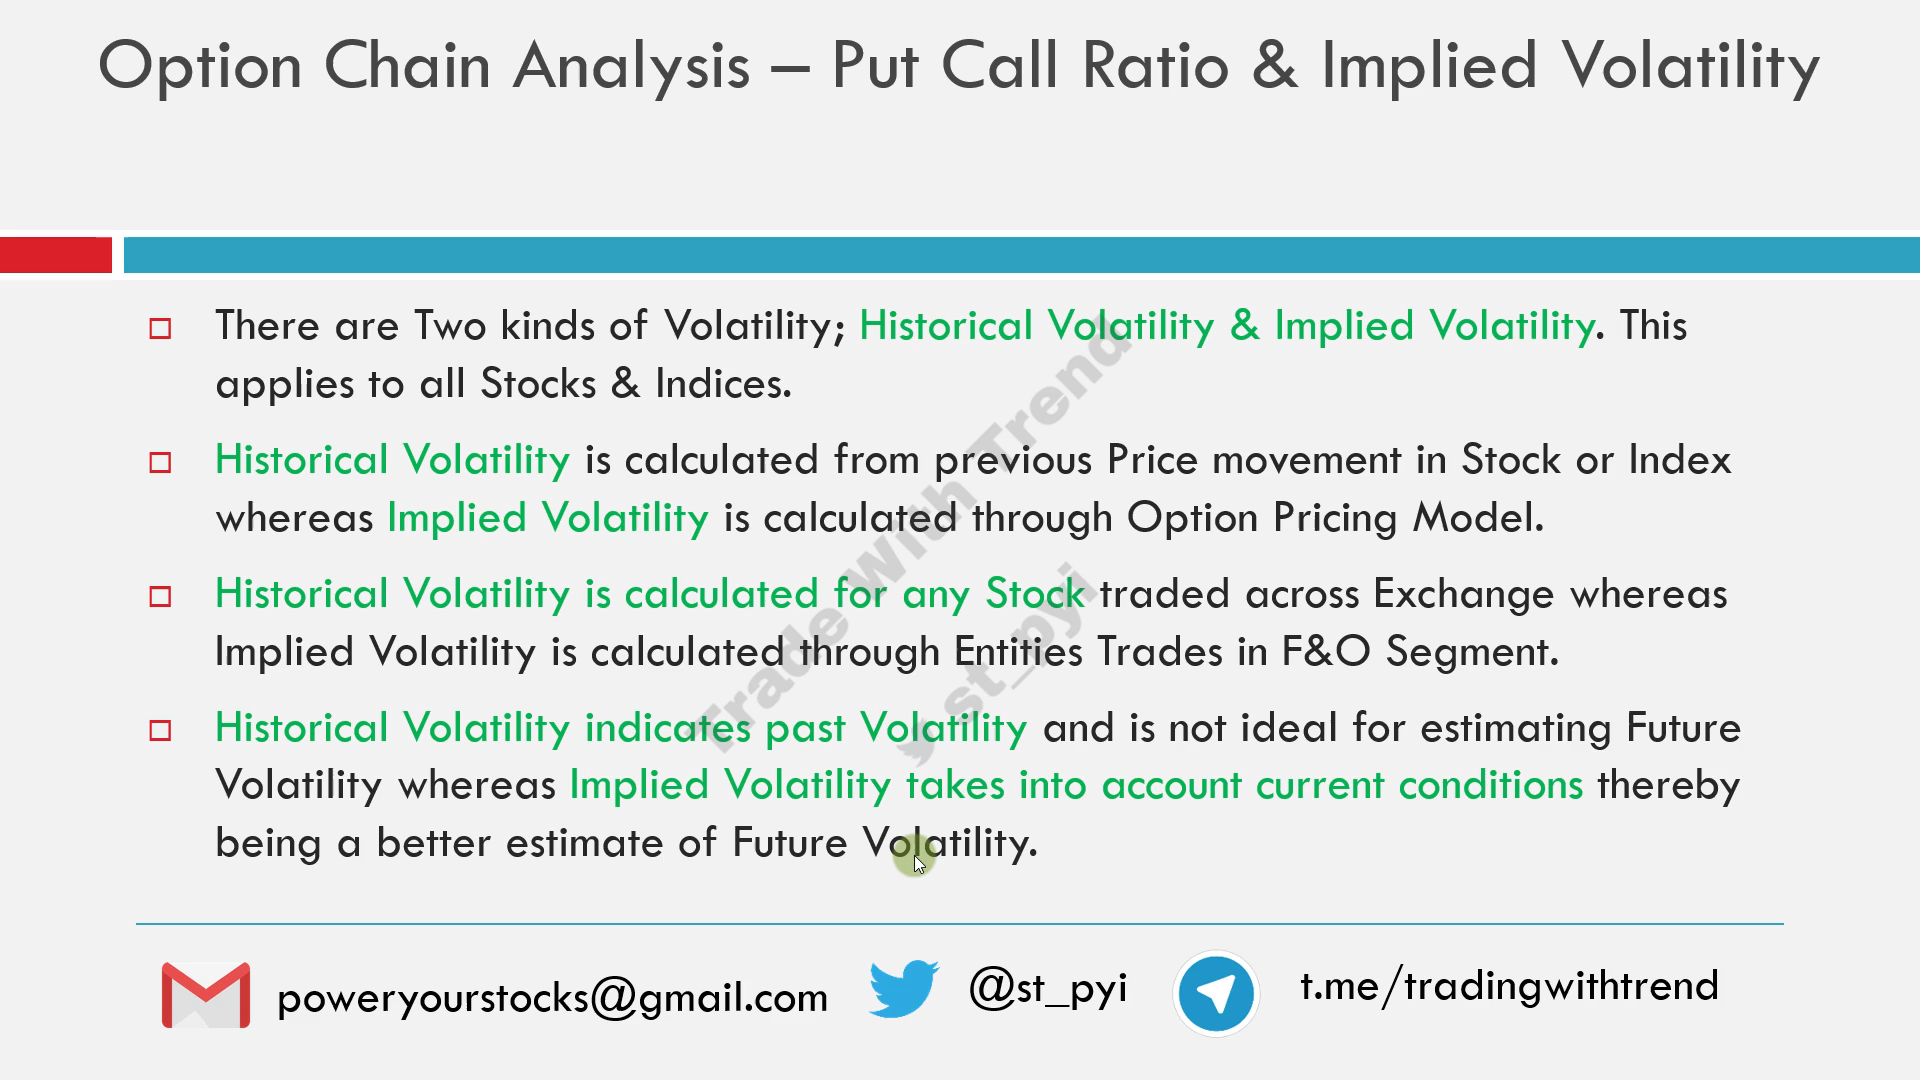 Option Chain Analysis – Put Call Ratio & Implied Volatility
There are Two kinds of Volatility; Historical Volatility & Implied Volatility. This
applies to all Stocks & Indices.
Historical Volatility is calculated from previous Price movement in Stock or Index
whereas Implied Volatility is calculated through Option Pricing Model.
Historical Volatility is calculated for any Stock traded across Exchange whereas
Implied Volatility is calculated through Entities Trades in F&O Segment.
Historical Volatility indicates past Volatility and is not ideal for estimating Future
Volatility whereas Implied Volatility takes into account current conditions thereby
being a better estimate of Future Volatility.
Trade With Trend
st_pyi
poweryourstocks@gmail.com
@st_pyi
t.me/tradingwithtrend